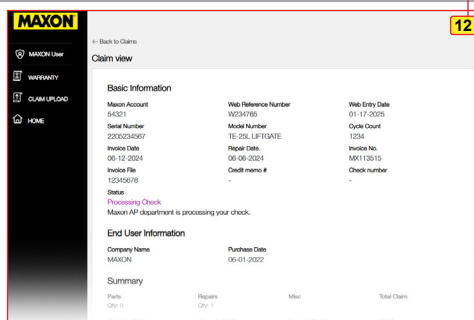 MAXON
12
← Back to Claims
MAXON User
Claim view
WARRANTY
CLAIM UPLOAD
HOME
Basic Information
Maxon Account Web Reference Number Web Entry Date
54321 W234765 01-17-2025
Serial Number Model Number Cycle Count
2205234567 TE-25L LIFTGATE 1234
Invoice Date Repair Date. Invoice No.
06-12-2024 06-06-2024 MX113515
Invoice File Credit memo # Check number
12345678 - -
Status
Processing Check
Maxon AP department is processing your check.
End User Information
Company Name Purchase Date
MAXON 06-01-2022
Summary
Parts Repairs Misc Total Claim
Qty: 0 Qty: 1